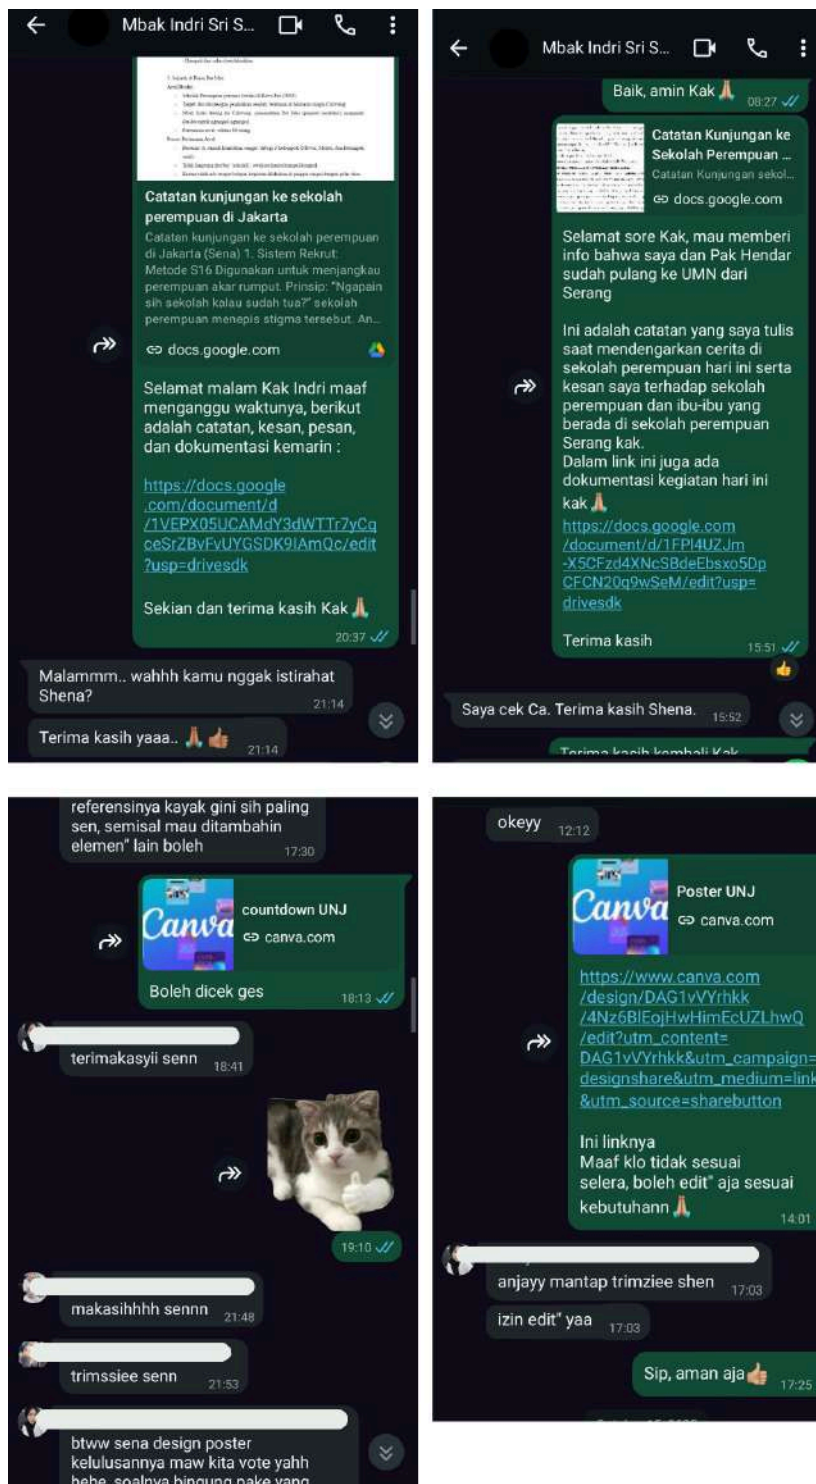 Mbak Indri Sri S...
Catatan kunjungan ke sekolah
perempuan di Jakarta
Catatan kunjungan ke sekolah perempuan
di Jakarta (Sena) 1. Sistem Rekrut:
Metode S16 Digunakan untuk menjangkau
perempuan akar rumput. Prinsip: "Ngapain
sih sekolah kalau sudah tua?" sekolah
perempuan menepis stigma tersebut. An...
docs.google.com
Selamat malam Kak Indri maaf
menganggu waktunya, berikut
adalah catatan, kesan, pesan,
dan dokumentasi kemarin :
https://docs.google
.com/document/d
/1VEPX05UCAMdY3dWTTr7yCq
ceSrZBvFvUYGSDK9IAmQc/edit
?usp=drivesdk
Sekian dan terima kasih Kak🙏
20:37
Malammm.. wahhh kamu nggak istirahat
Shena?
21:14
Terima kasih yaaa.. 🙏👍
21:14
Mbak Indri Sri S...
Baik, amin Kak🙏
08:27
Catatan Kunjungan ke
Sekolah Perempuan ...
Catatan Kunjungan sekol...
docs.google.com
Selamat sore Kak, mau memberi
info bahwa saya dan Pak Hendar
sudah pulang ke UMN dari
Serang
Ini adalah catatan yang saya tulis
saat mendengarkan cerita di
sekolah perempuan hari ini serta
kesan saya terhadap sekolah
perempuan dan ibu-ibu yang
berada di sekolah perempuan
Serang kak.
Dalam link ini juga ada
dokumentasi kegiatan hari ini
kak🙏
https://docs.google.com
/document/d/1FPl4UZJm
-X5CFzd4XNcSBdeEbsxo5Dp
CFCN20q9wSeM/edit?usp=
drivesdk
Terima kasih
15:51
👍
Saya cek Ca. Terima kasih Shena.
15:52
Terima kasih kembali Kak
referensinya kayak gini sih paling
sen, semisal mau ditambahin
elemen" lain boleh
17:30
Canva
countdown UNJ
canva.com
Boleh dicek ges
18:13
terimakasyii senn
18:41
19:10
makasihhhh sennn
21:48
trimssiee senn
21:53
btww sena design poster
kelulusannya maw kita vote yahh
hehe, soalnya bingung pake yang
okeyy
12:12
Canva
Poster UNJ
canva.com
https://www.canva.com
/design/DAG1vVYrhkk
/4Nz6BlEojHwHimEcUZLhwQ
/edit?utm_content=
DAG1vVYrhkk&utm_campaign=
designshare&utm_medium=link
&utm_source=sharebutton
Ini linknya
Maaf klo tidak sesuai
selera, boleh edit" aja sesuai
kebutuhann🙏
14:01
anjayy mantap trimziee shen
17:03
izin edit" yaa
17:03
Sip, aman aja👍
17:25